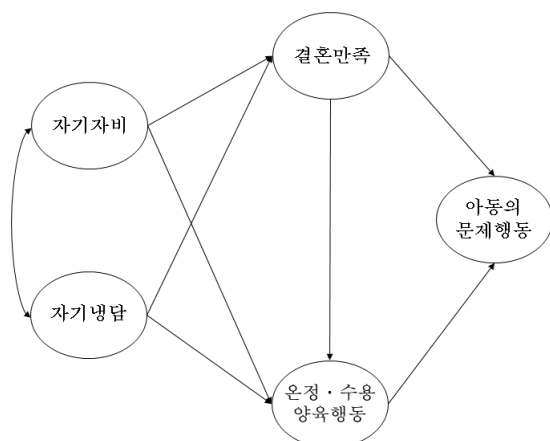 결혼만족
자기자비
아동의
문제행동
자기냉담
온정·수용
양육행동